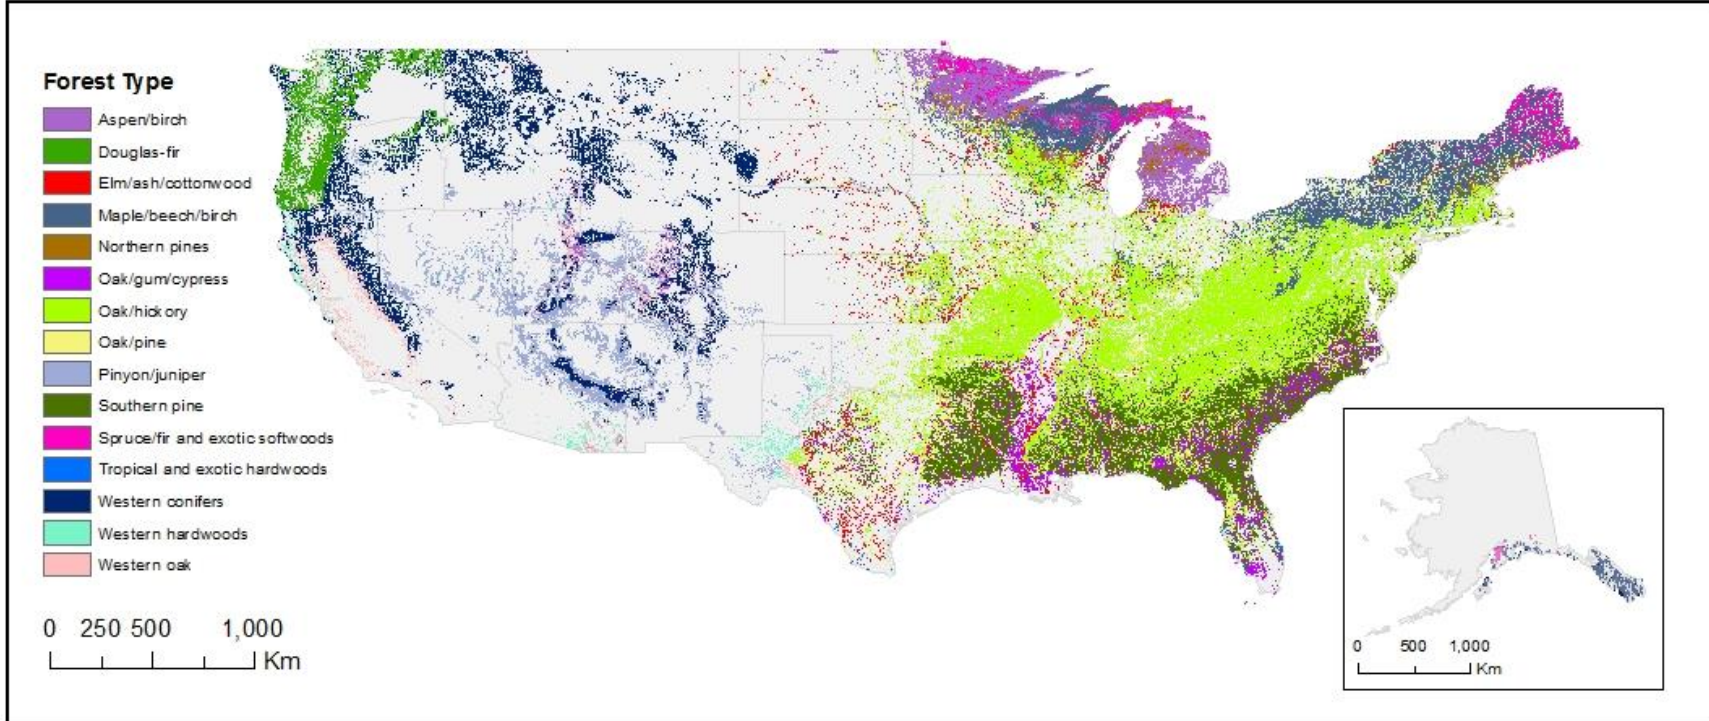 Forest Type
Aspen/birch
Douglas-fir
Elm/ash/cottonwood
Maple/beech/birch
Northern pines
Oak/gum/cypress
Oak/hickory
Oak/pine
Pinyon/juniper
Southern pine
Spruce/fir and exotic softwoods
Tropical and exotic hardwoods
Western conifers
Western hardwoods
Western oak
0 250 500 1,000
Km
0 500 1,000
Km